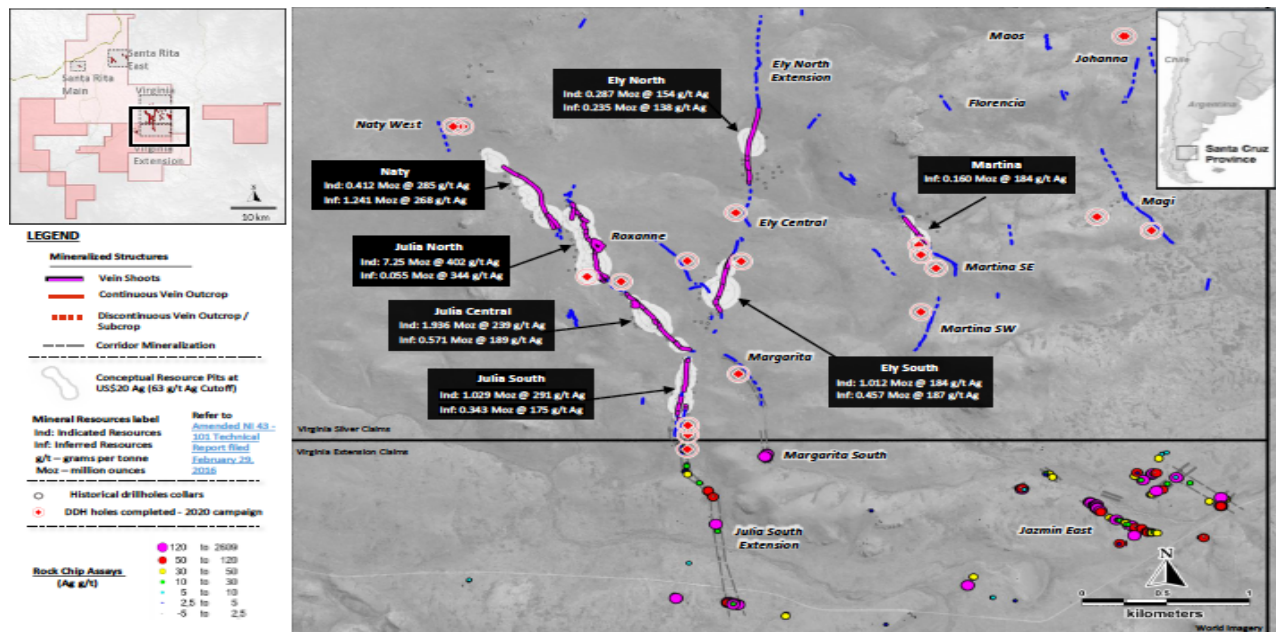 Santa Rita
East
Santa Rita
Main
Virginia
Virginia
Extension
10 km
LEGEND
Mineralized Structures
Vein Shoots
Continuous Vein Outcrop
Discontinuous Vein Outcrop /
Subcrop
Corridor Mineralization
Conceptual Resource Pits at
US$20 Ag (63 g/t Ag Cutoff)
Mineral Resources label
Ind: Indicated Resources
Inf: Inferred Resources
g/t – grams per tonne
Moz – million ounces
Refer to
Amended NI 43 -
101 Technical
Report filed
February 29,
2016
Historical drillholes collars
DDH holes completed - 2020 campaign
Rock Chip Assays
(Ag g/t)
120 to 2689
50 to 120
30 to 50
10 to 30
5 to 10
2,5 to 5
-5 to 2,5
Naty West
Naty
Ind: 0.412 Moz @ 285 g/t Ag
Inf: 1.241 Moz @ 268 g/t Ag
Julia North
Ind: 7.25 Moz @ 402 g/t Ag
Inf: 0.055 Moz @ 344 g/t Ag
Julia Central
Ind: 1.936 Moz @ 239 g/t Ag
Inf: 0.571 Moz @ 189 g/t Ag
Julia South
Ind: 1.029 Moz @ 291 g/t Ag
Inf: 0.343 Moz @ 175 g/t Ag
Ely North
Ind: 0.287 Moz @ 154 g/t Ag
Inf: 0.235 Moz @ 138 g/t Ag
Ely North
Extension
Roxanne
Ely Central
Margarita
Ely South
Ind: 1.012 Moz @ 184 g/t Ag
Inf: 0.457 Moz @ 187 g/t Ag
Martina
Inf: 0.160 Moz @ 184 g/t Ag
Martina SE
Martina SW
Maos
Johanna
Florencia
Magi
Chile
Argentina
Santa Cruz
Province
Virginia Silver Claims
Virginia Extension Claims
Margarita South
Julia South
Extension
Jazmin East
N
0 0.5 1
kilometers
World Imagery